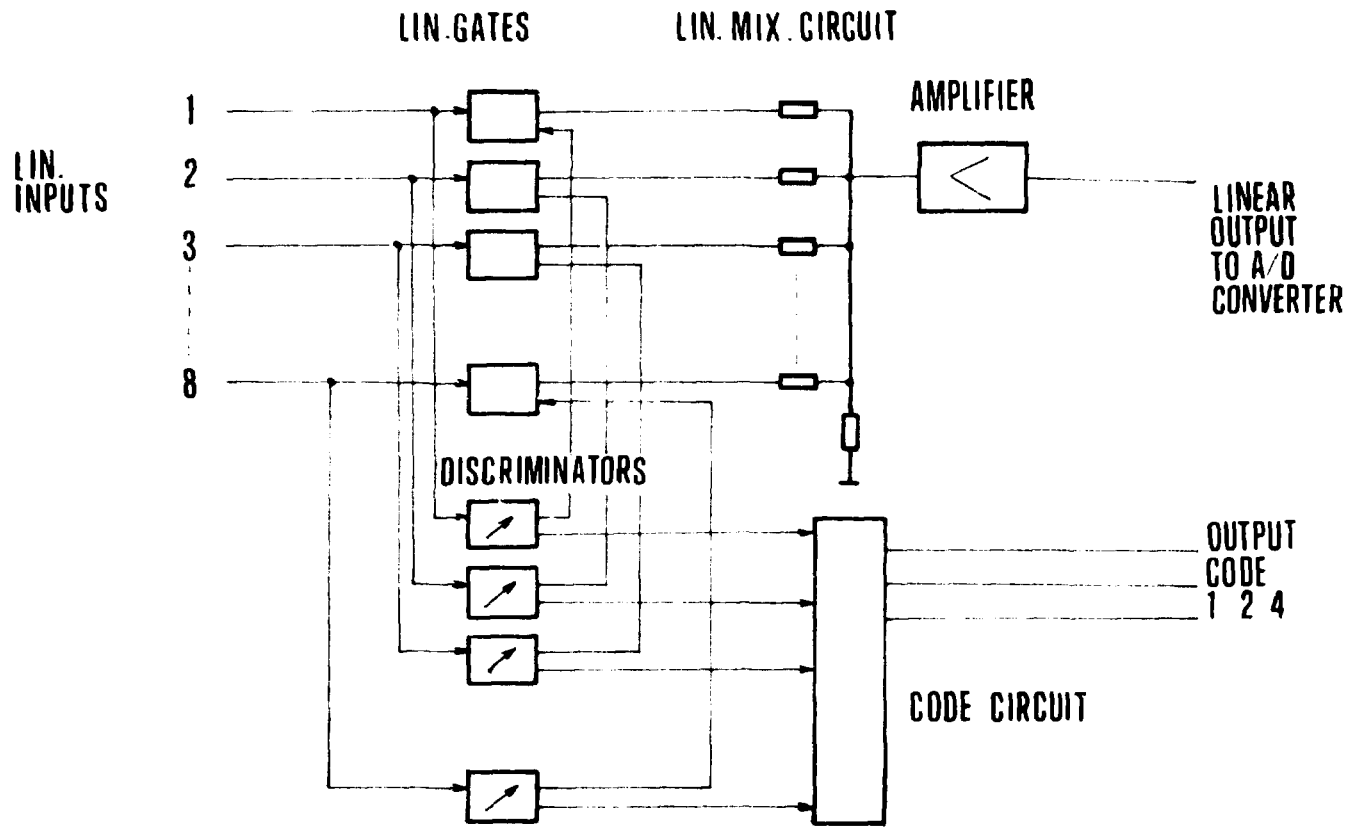 LIN.GATES
LIN. MIX. CIRCUIT
AMPLIFIER
1
LIN.
INPUTS
2
3
8
LINEAR
OUTPUT
TO A/D
CONVERTER
DISCRIMINATORS
OUTPUT
CODE
1 2 4
CODE CIRCUIT